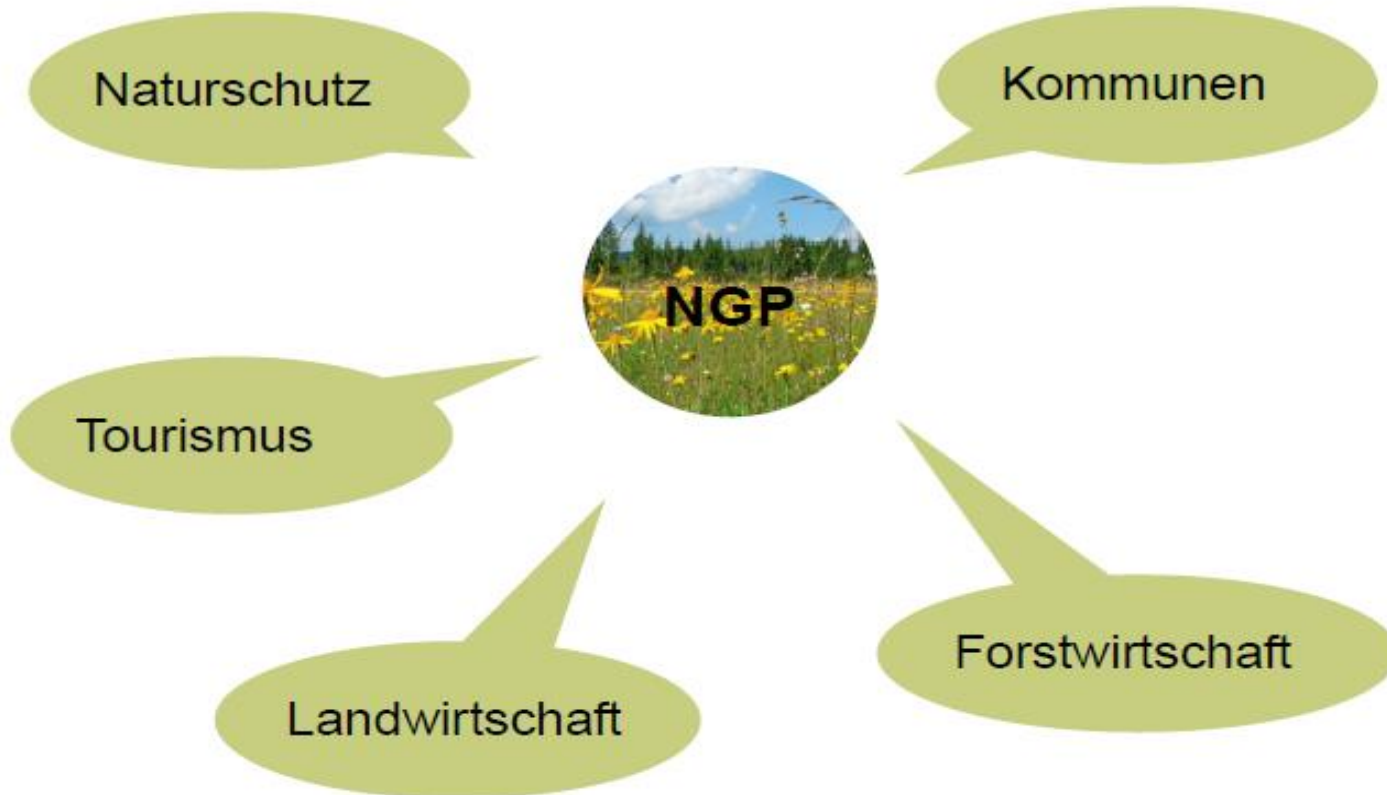 Naturschutz
Kommunen
NGP
Tourismus
Forstwirtschaft
Landwirtschaft